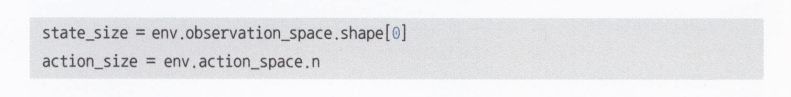 state_size = env.observation_space.shape[0]
action_size = env.action_space.n